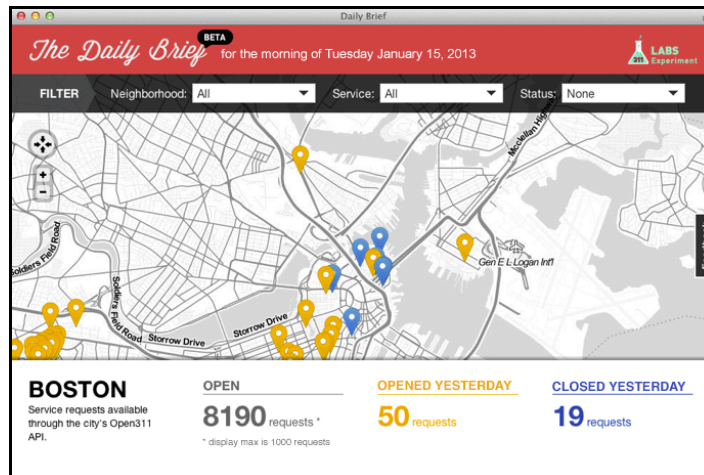 Daily Brief
The Daily Brief BETA for the morning of Tuesday January 15, 2013
311 LABS
Experiment
FILTER Neighborhood: All Service: All Status: None
+
−
Mcclellan Highway
Gen E L Logan Int'l
Soldiers Field Road
Soldiers Field Road
Storrow Drive
Storrow Drive
BOSTON
Service requests available
through the city's Open311
API.
OPEN
8190 requests *
* display max is 1000 requests
OPENED YESTERDAY
50 requests
CLOSED YESTERDAY
19 requests